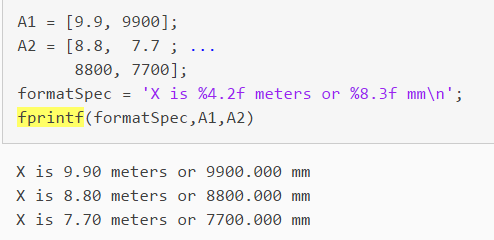 A1 = [9.9, 9900];
A2 = [8.8,  7.7 ; ...
      8800, 7700];
formatSpec = 'X is %4.2f meters or %8.3f mm\n';
fprintf(formatSpec,A1,A2)
X is 9.90 meters or 9900.000 mm
X is 8.80 meters or 8800.000 mm
X is 7.70 meters or 7700.000 mm